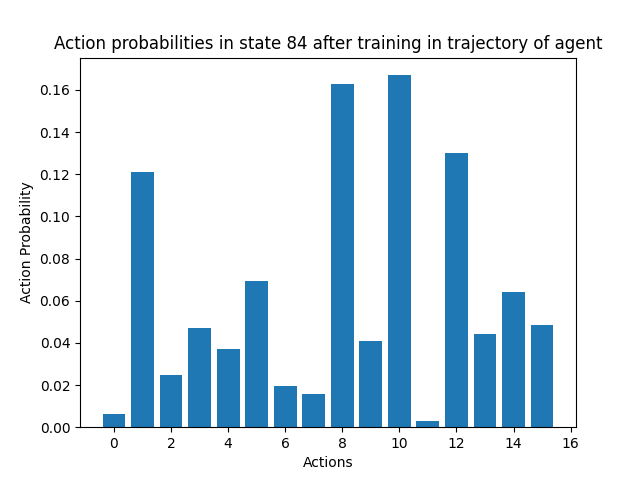 Action probabilities in state 84 after training in trajectory of agent
Action Probability
0.16
0.14
0.12
0.10
0.08
0.06
0.04
0.02
0.00
0 2 4 6 8 10 12 14 16
Actions